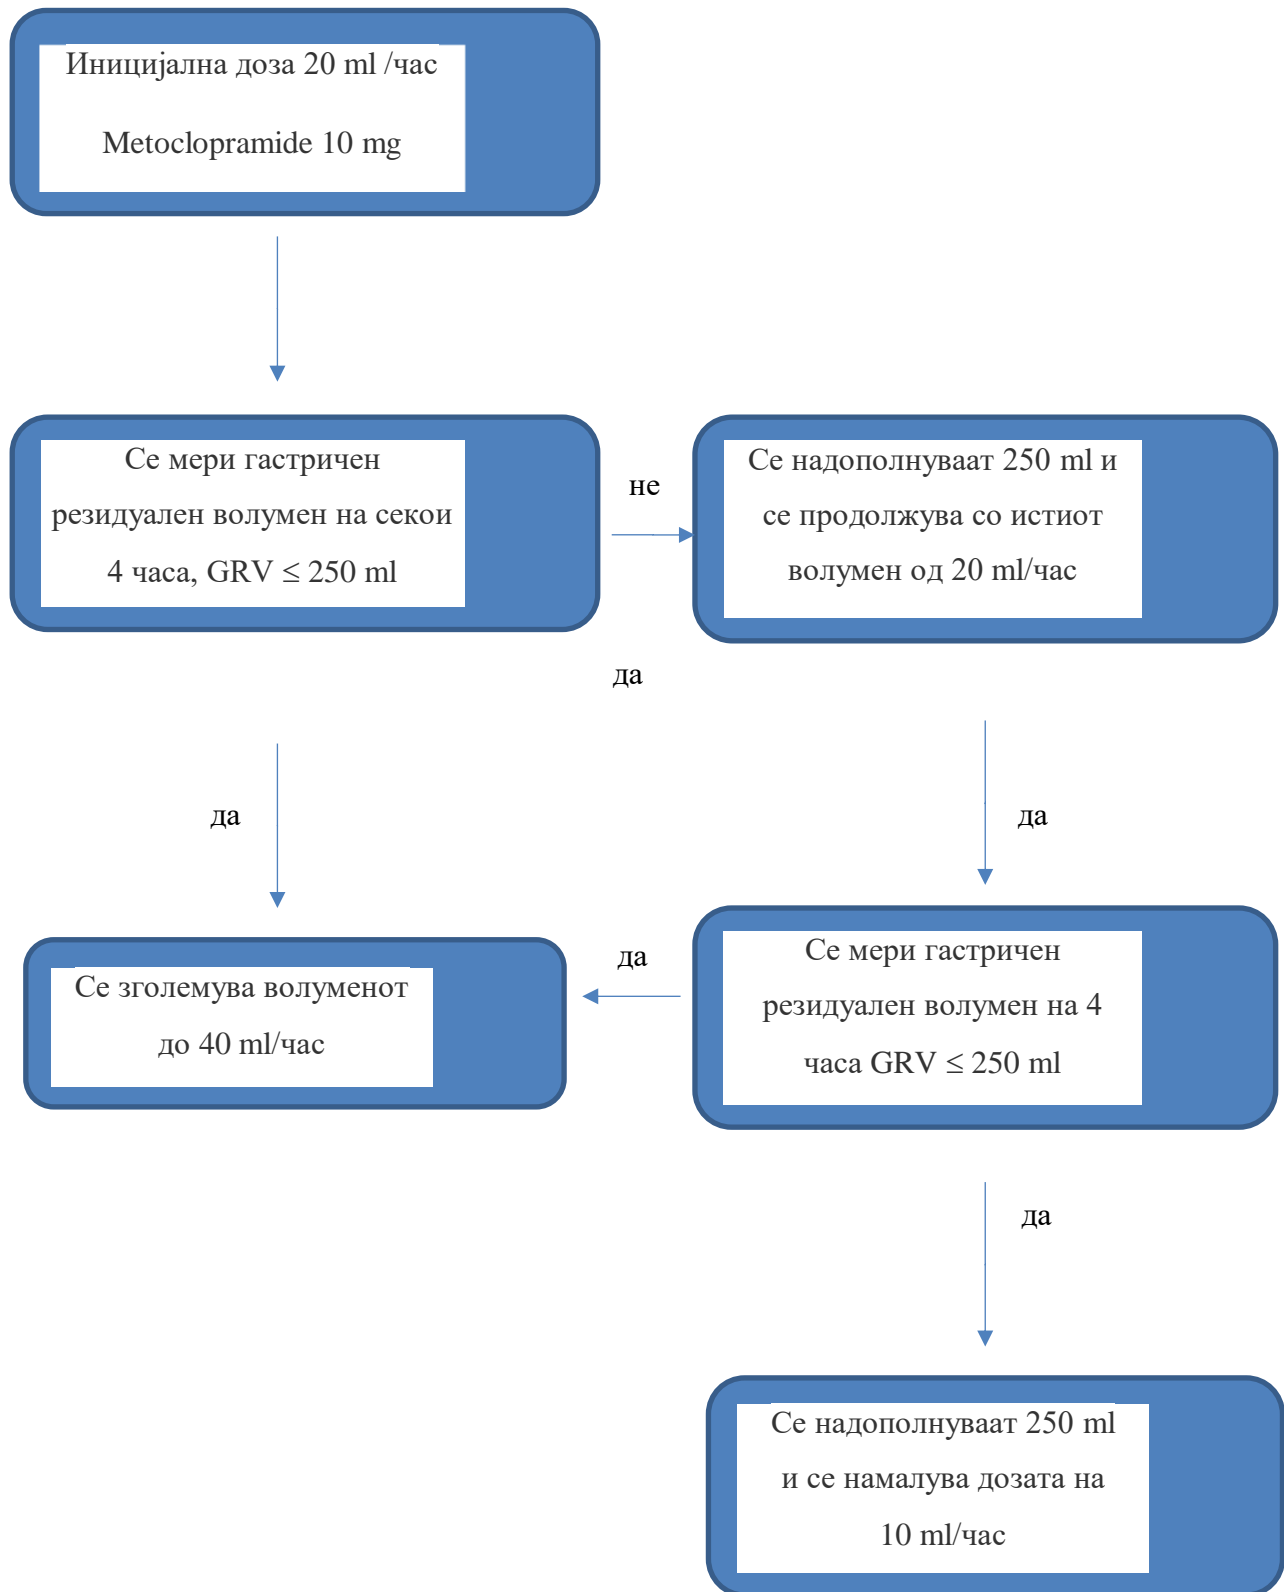 Иницијална доза 20 ml /час
Metoclopramide 10 mg
Се мери гастричен
резидуален волумен на секои
4 часа, GRV ≤ 250 ml
не
Се надополнуваат 250 ml и
се продолжува со истиот
волумен од 20 ml/час
да
да
да
Се зголемува волуменот
до 40 ml/час
да
Се мери гастричен
резидуален волумен на 4
часа GRV ≤ 250 ml
да
Се надополнуваат 250 ml
и се намалува дозата на
10 ml/час